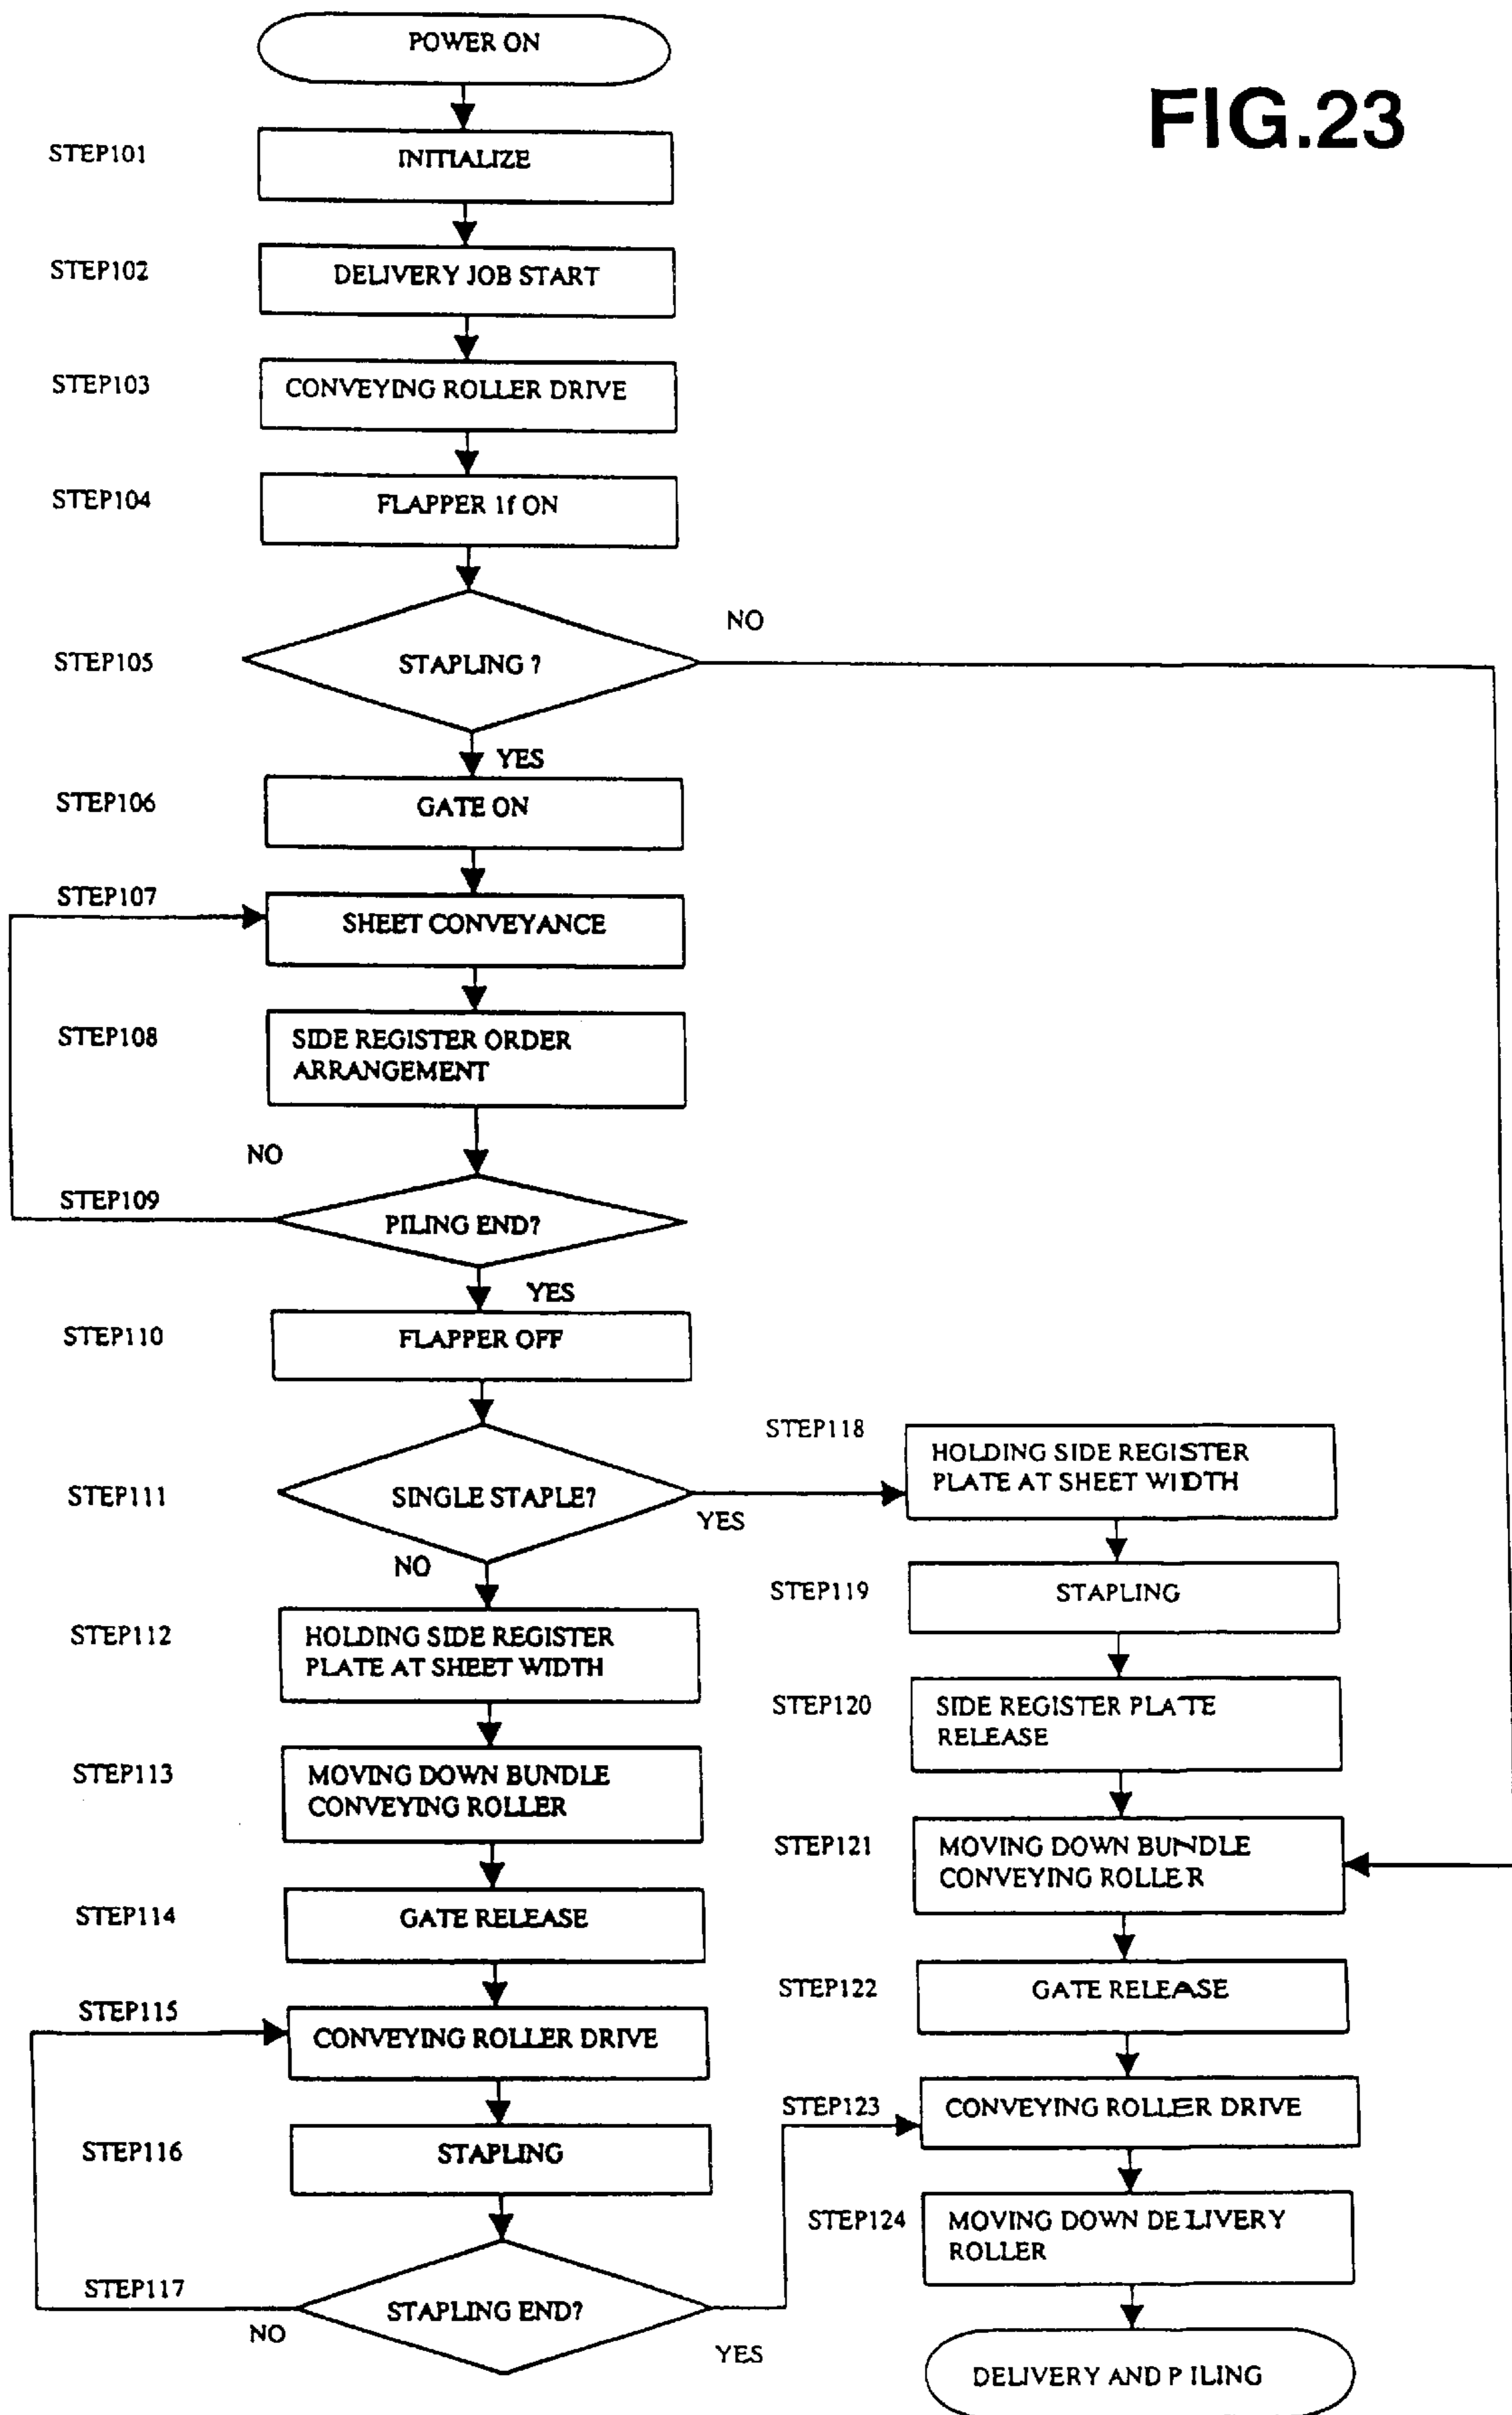 FIG.23
POWER ON
STEP101
INITIALIZE
STEP102
DELIVERY JOB START
STEP103
CONVEYING ROLLER DRIVE
STEP104
FLAPPER 1f ON
STEP105
STAPLING ?
NO
YES
STEP106
GATE ON
STEP107
SHEET CONVEYANCE
STEP108
SIDE REGISTER ORDER
ARRANGEMENT
NO
STEP109
PILING END?
YES
STEP110
FLAPPER OFF
STEP111
SINGLE STAPLE?
YES
NO
STEP112
HOLDING SIDE REGISTER
PLATE AT SHEET WIDTH
STEP113
MOVING DOWN BUNDLE
CONVEYING ROLLER
STEP114
GATE RELEASE
STEP115
CONVEYING ROLLER DRIVE
STEP116
STAPLING
STEP117
STAPLING END?
NO
YES
STEP118
HOLDING SIDE REGISTER
PLATE AT SHEET WIDTH
STEP119
STAPLING
STEP120
SIDE REGISTER PLATE
RELEASE
STEP121
MOVING DOWN BUNDLE
CONVEYING ROLLER
STEP122
GATE RELEASE
STEP123
CONVEYING ROLLER DRIVE
STEP124
MOVING DOWN DELIVERY
ROLLER
DELIVERY AND PILING